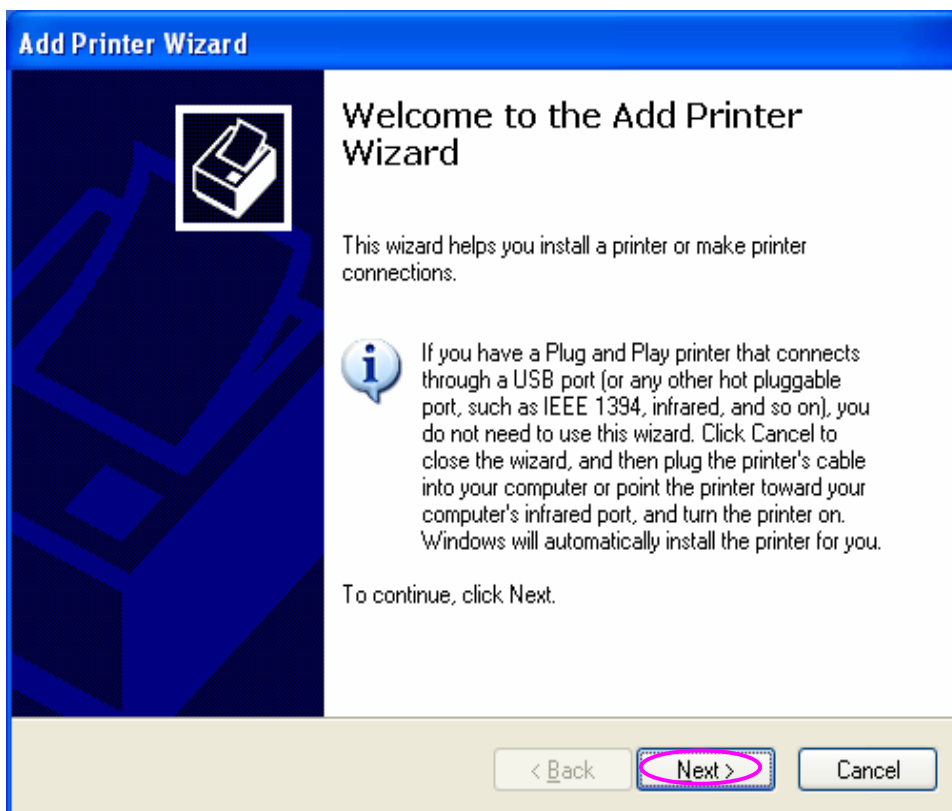 Add Printer Wizard
Welcome to the Add Printer
Wizard
This wizard helps you install a printer or make printer
connections.
If you have a Plug and Play printer that connects
through a USB port (or any other hot pluggable
port, such as IEEE 1394, infrared, and so on), you
do not need to use this wizard. Click Cancel to
close the wizard, and then plug the printer's cable
into your computer or point the printer toward your
computer's infrared port, and turn the printer on.
Windows will automatically install the printer for you.
To continue, click Next.
< Back Next > Cancel